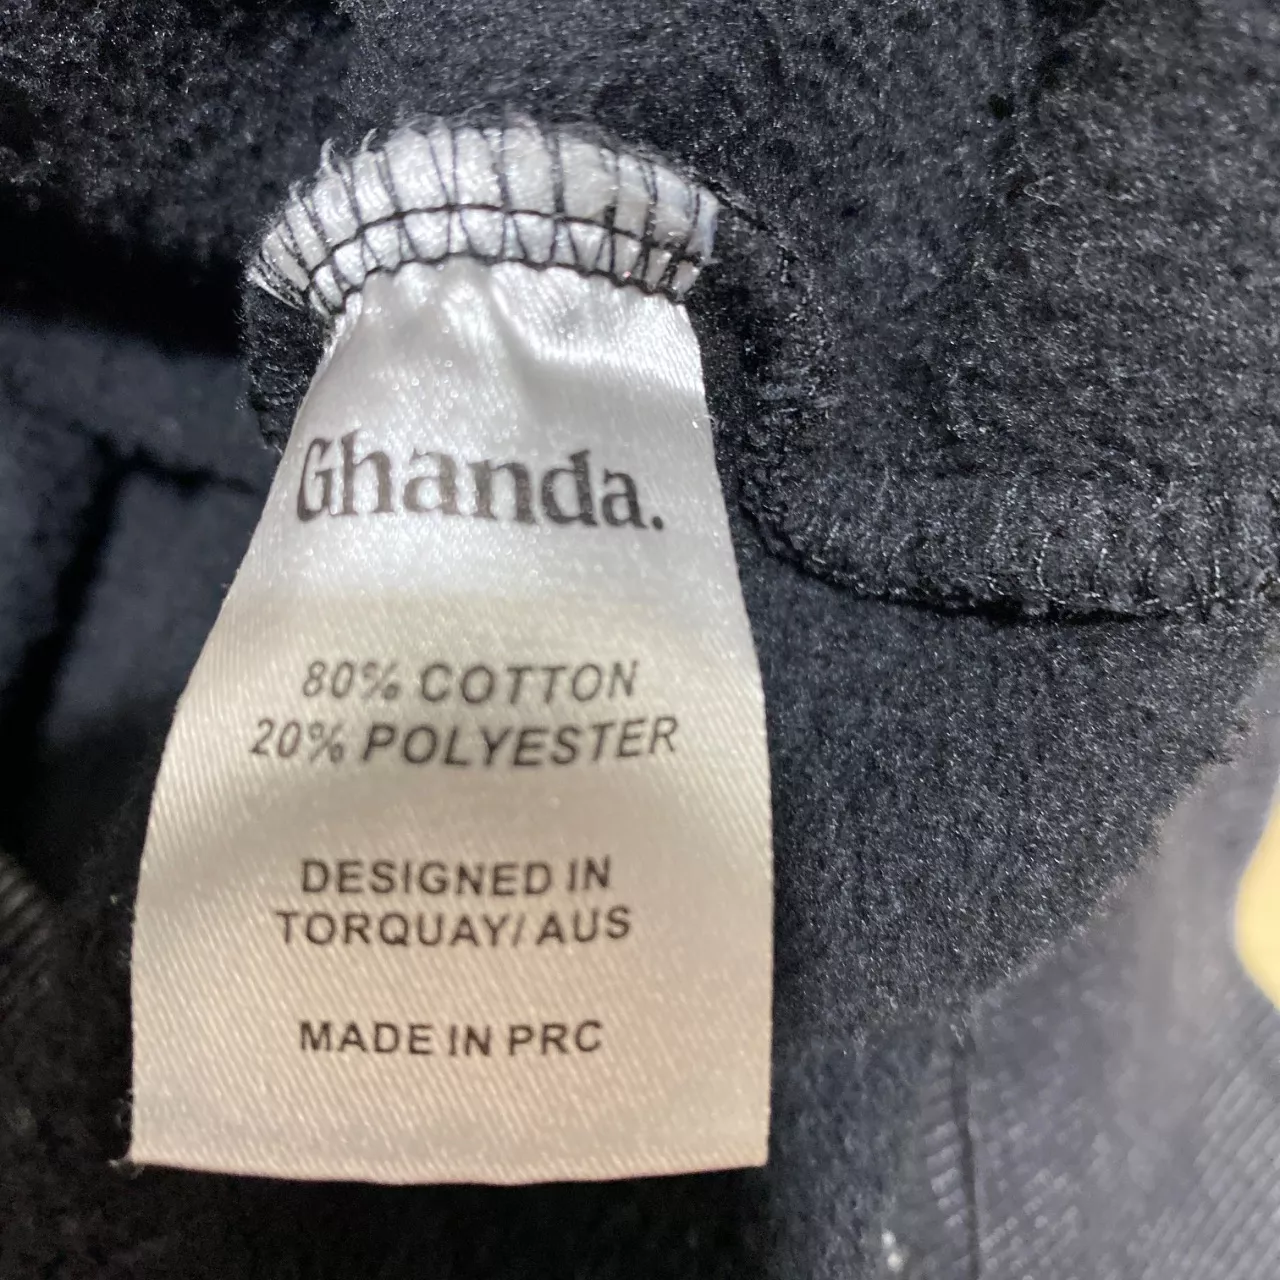 Ghanda.
80% COTTON
20% POLYESTER
DESIGNED IN
TORQUAY/ AUS
MADE IN PRC